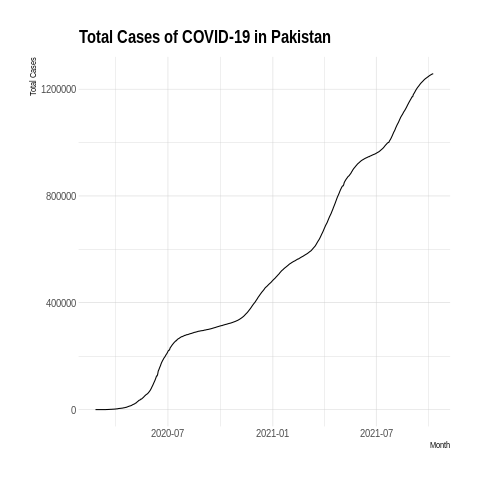 Total Cases of COVID-19 in Pakistan
Total Cases
1200000
800000
400000
0
2020-07 2021-01 2021-07
Month